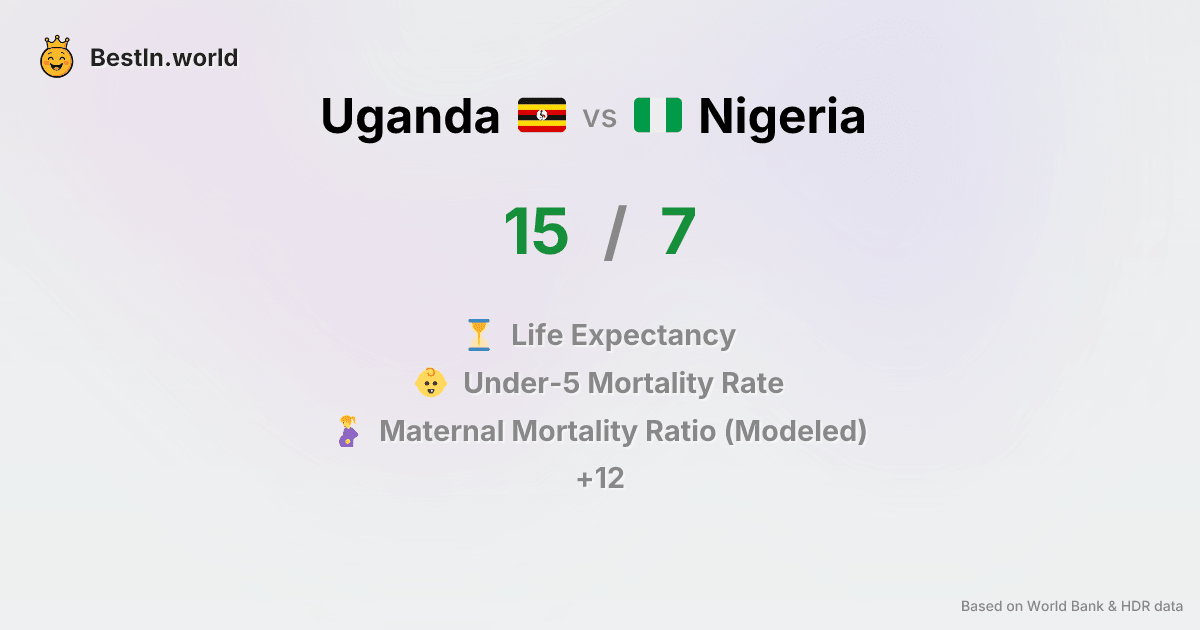 BestIn.world
Uganda vs Nigeria
15 / 7
Life Expectancy
Under-5 Mortality Rate
Maternal Mortality Ratio (Modeled)
+12
Based on World Bank & HDR data